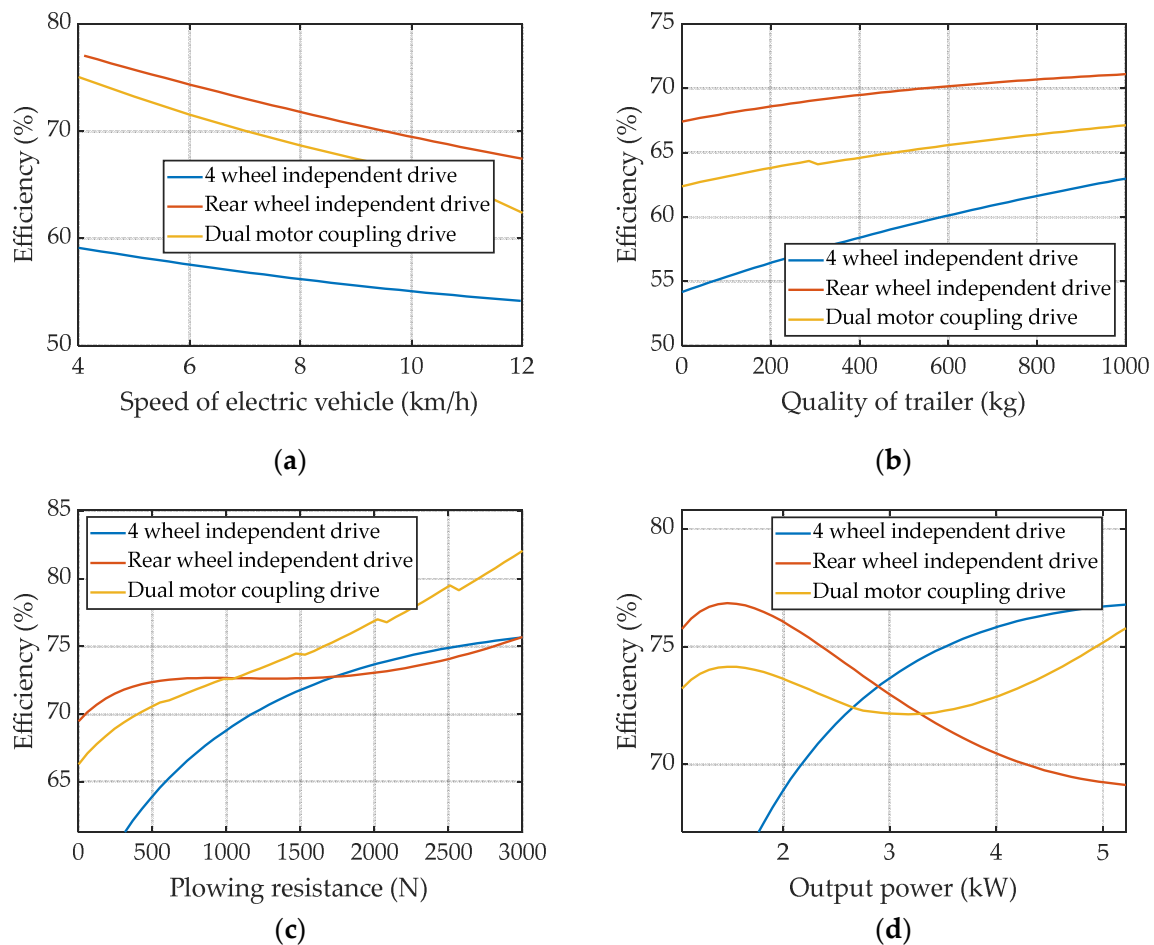 80
70
60
50
Efficiency (%)
4 wheel independent drive
Rear wheel independent drive
Dual motor coupling drive
4 6 8 10 12
Speed of electric vehicle (km/h)
(a)
75
70
65
60
55
50
Efficiency (%)
4 wheel independent drive
Rear wheel independent drive
Dual motor coupling drive
0 200 400 600 800 1000
Quality of trailer (kg)
(b)
85
80
75
70
65
Efficiency (%)
4 wheel independent drive
Rear wheel independent drive
Dual motor coupling drive
0 500 1000 1500 2000 2500 3000
Plowing resistance (N)
(c)
80
75
70
Efficiency (%)
4 wheel independent drive
Rear wheel independent drive
Dual motor coupling drive
2 3 4 5
Output power (kW)
(d)